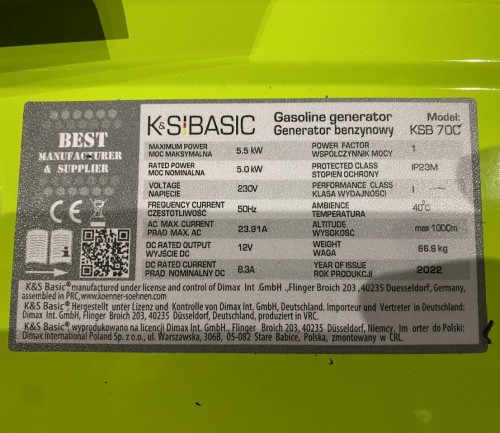 BEST
MANUFACTURER
& SUPPLIER
K&S BASIC
Gasoline generator
Generator benzynowy
Model:
KSB 70C
MAXIMUM POWER
MOC MAKSYMALNA
5.5 kW
POWER FACTOR
WSPOLCZYNNIK MOCY
1
RATED POWER
MOC NOMINALNA
5.0 kW
PROTECTED CLASS
STOPIEN OCHRONY
IP23M
VOLTAGE
NAPIECIE
230V
PERFORMANCE CLASS
KLASA WYDAJNOŚCI
I
FREQUENCY CURRENT
CZĘSTOTLIWOŚĆ
50Hz
AMBIENCE
TEMPERATURA
40°C
AC MAX. CURRENT
PRAD MAX. AC
23.91A
ALTITUDE
WYSOKOŚĆ
max 1000m
DC RATED OUTPUT
WYJŚCIE DC
12V
WEIGHT
WAGA
66.6 kg
DC RATED CURRENT
PRAD NOMINALNY DC
8.3A
YEAR OF ISSUE
ROK PRODUKCJI
2022
CE
K&S Basic® manufactured under license and control of Dimax Int .GmbH .,Flinger Broich 203 ,40235 Duesseldorf, Germany,
assembled in PRC,www.koenner-soehnen.com
K&S Basic® Hergestellt unter Lizenz und Kontrolle von Dimax Int GmbH, Deutschland. Importeur und Vertreter in Deutschland:
Dimax Int. GmbH, Flinger Broich 203, 40235 Düsseldorf, Deutschland, produziert in VRC.
K&S Basic® wyprodukowano na licencji Dimax Int. GmbH., Flinger Broich 203, 40235 Düsseldorf, Niemcy. Im orter do Polski:
Dimax International Poland Sp. z o.o., ul. Warszawska, 306B, 05-082 Stare Babice, Polska, zmontowany w CRL.